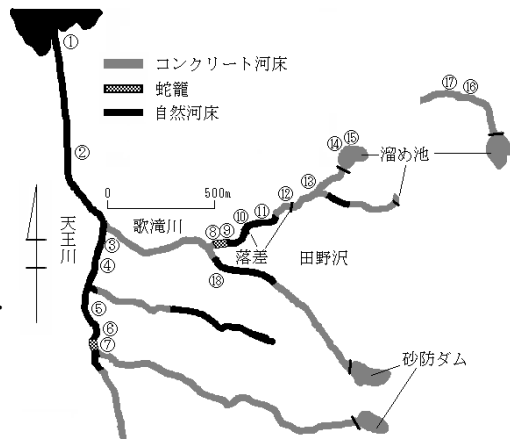 ①
⑰ ⑯
コンクリート河床
蛇籠
自然河床
⑭ ⑮
溜め池
②
⑬
0 500m
⑫
天王川
歌滝川
⑩ ⑪
⑧ ⑨
③
落差
田野沢
④
⑱
⑤
⑥
⑦
砂防ダム